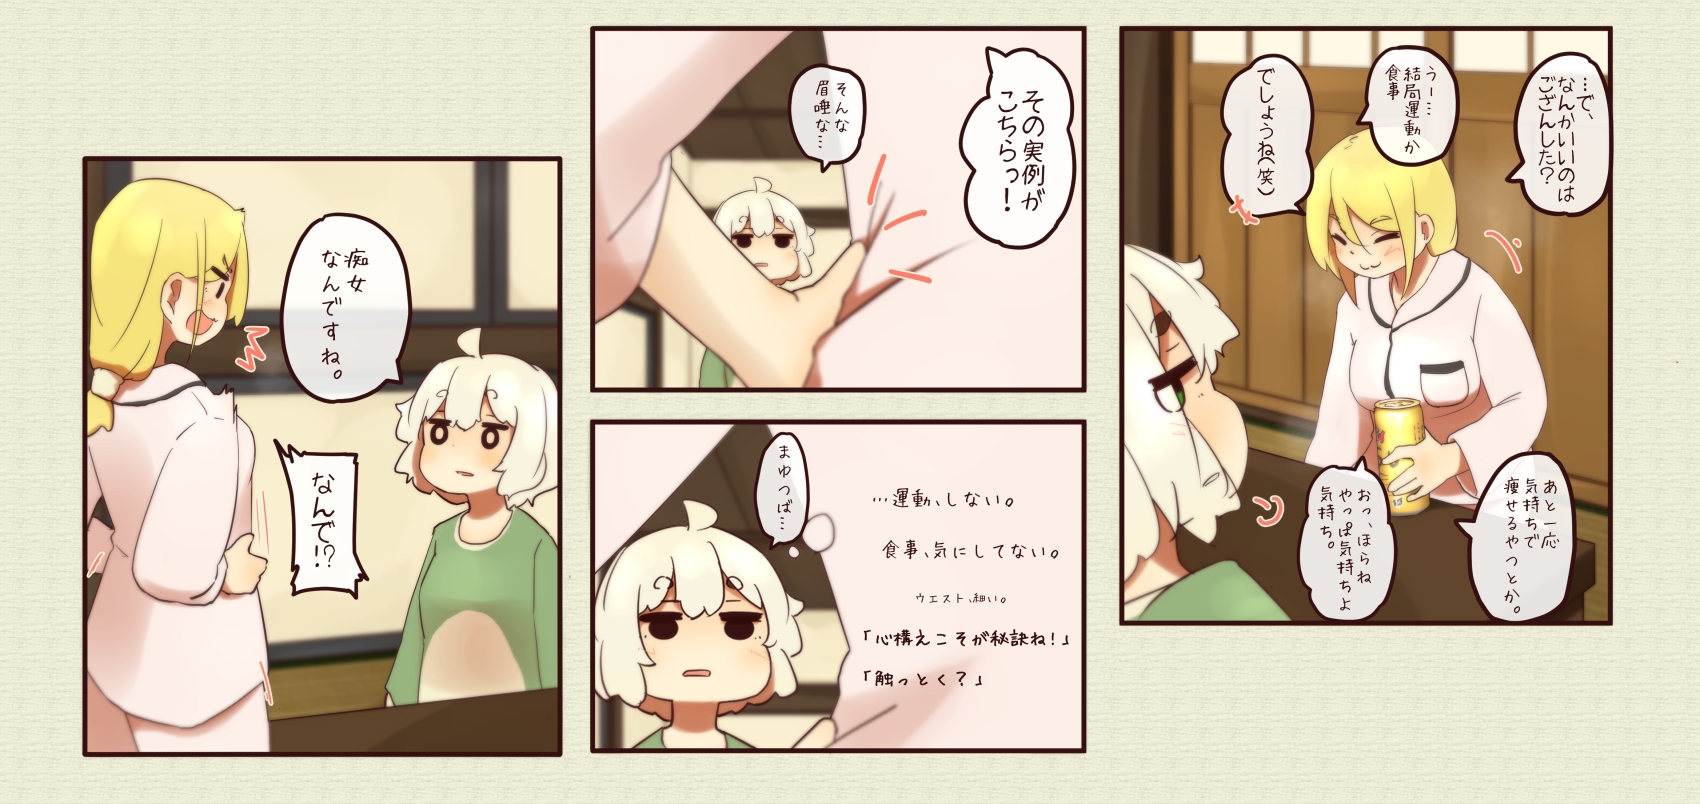 …で、
なんかいいのは
ござんした?
うー…
結局運動か
食事
でしょうね(笑)
あと一応
気持ちで
痩せるやつとか。
おっ、ほらね
やっぱ気持ちよ
気持ち。
その実例が
こちらっ!
そんな
眉唾な…
まゆつば…
…運動、しない。
食事、気にしてない。
ウエスト、細い。
「心構えこそが秘訣ね!」
「触っとく?」
痴女
なんですね。
なんで!?